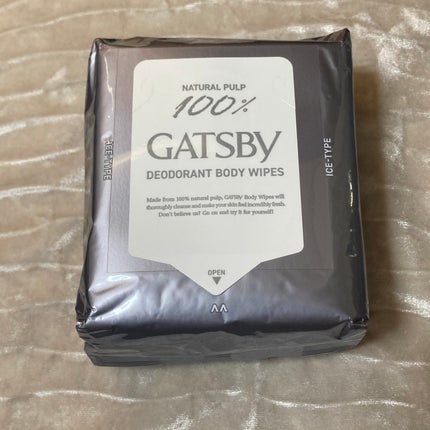 NATURAL PULP
100%
GATSBY
DEODORANT BODY WIPES
Made from 100% natural pulp, GATSBY Body Wipes will
thoroughly cleanse and make your skin feel incredibly fresh.
Don't believe us? Go on and try it for yourself!
OPEN
ICE-TYPE
ICE-TYPE